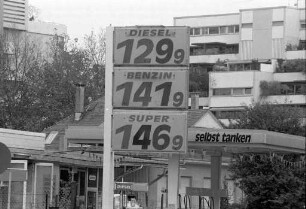 DIESEL
129⁹
BENZIN
141⁹
SUPER
146⁹
selbst tanken